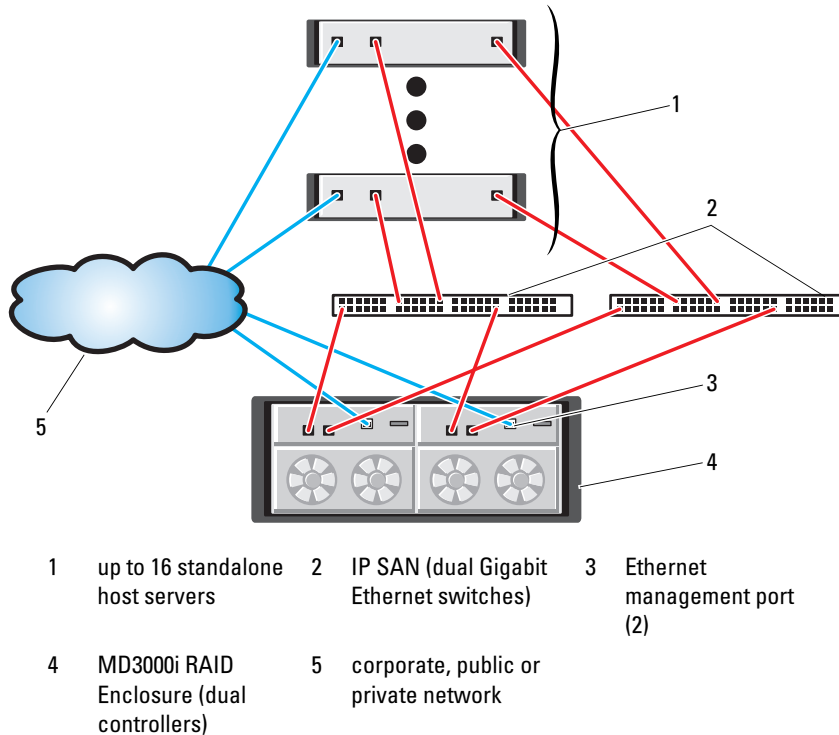 1
2
3
5
4
1 up to 16 standalone host servers
2 IP SAN (dual Gigabit Ethernet switches)
3 Ethernet management port (2)
4 MD3000i RAID Enclosure (dual controllers)
5 corporate, public or private network